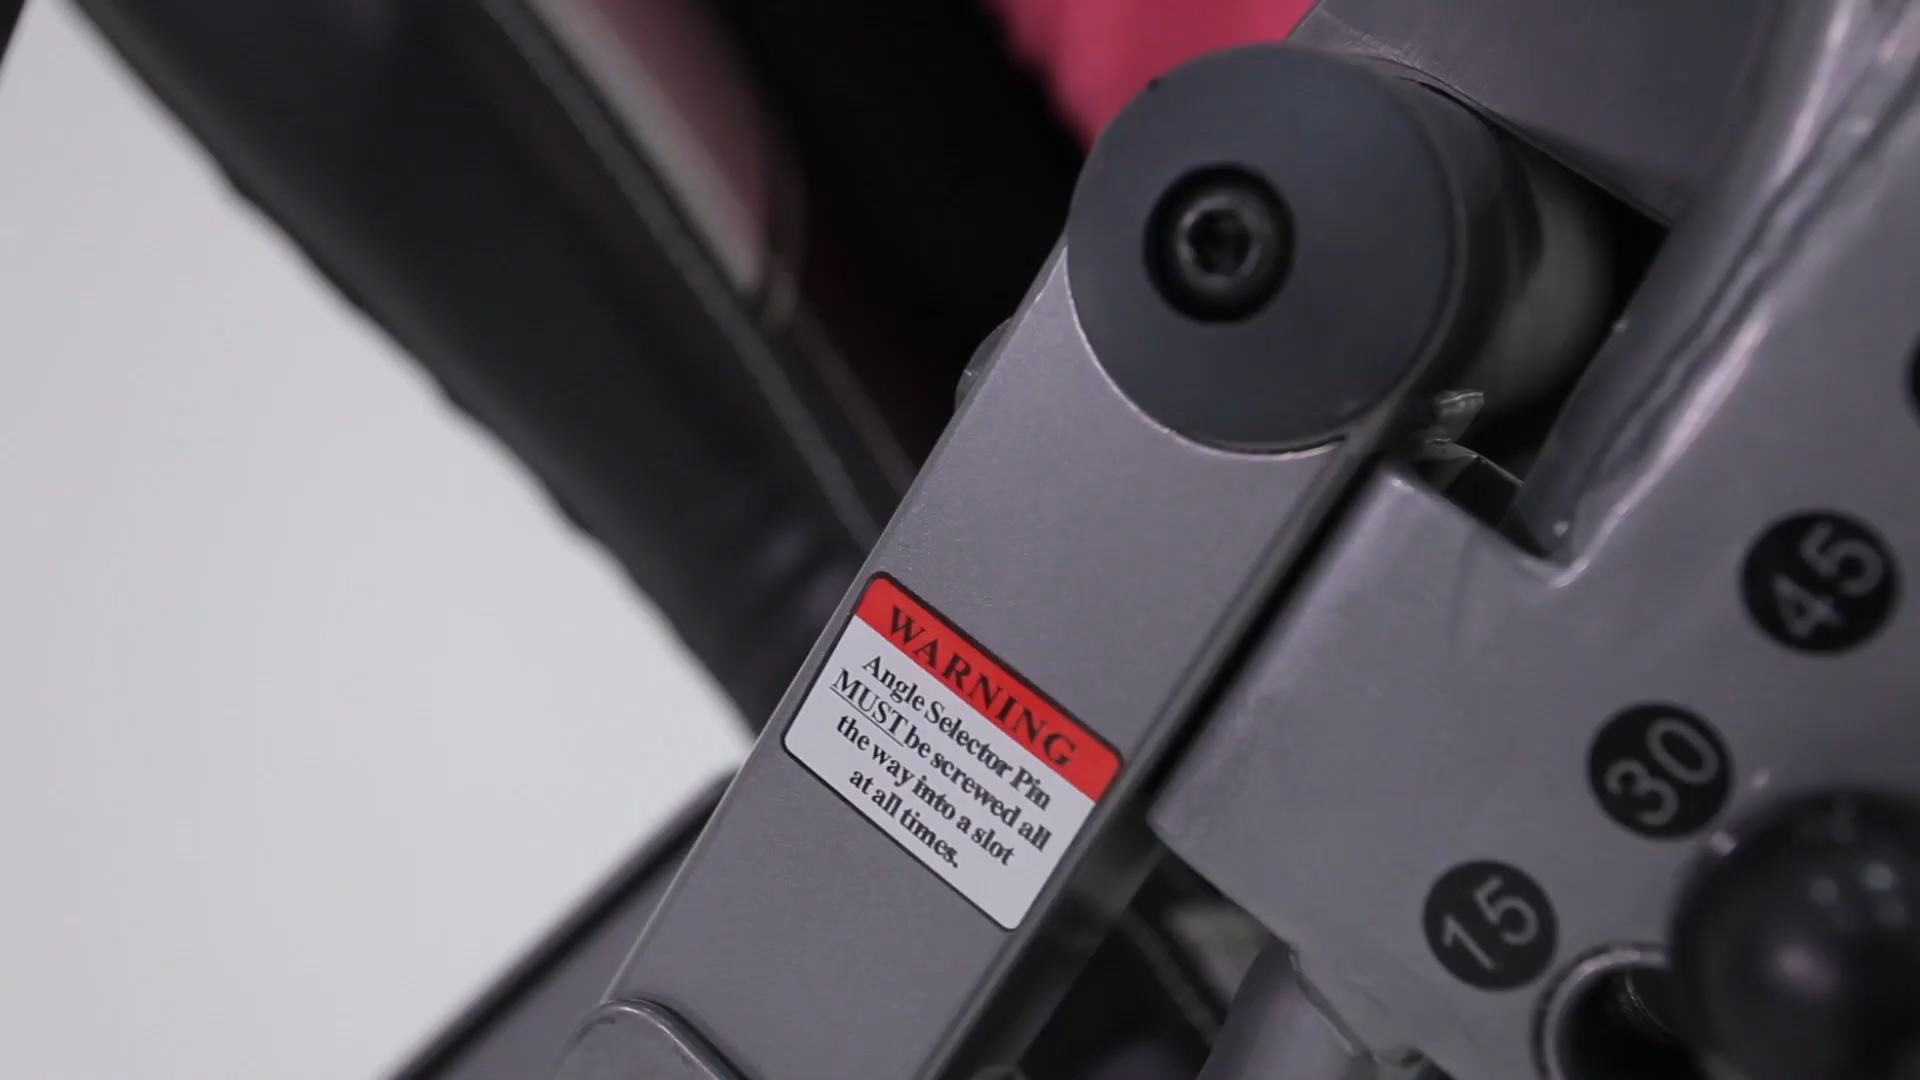 WARNING
Angle Selector Pin
MUST be screwed all
the way into a slot
at all times.
45
30
15